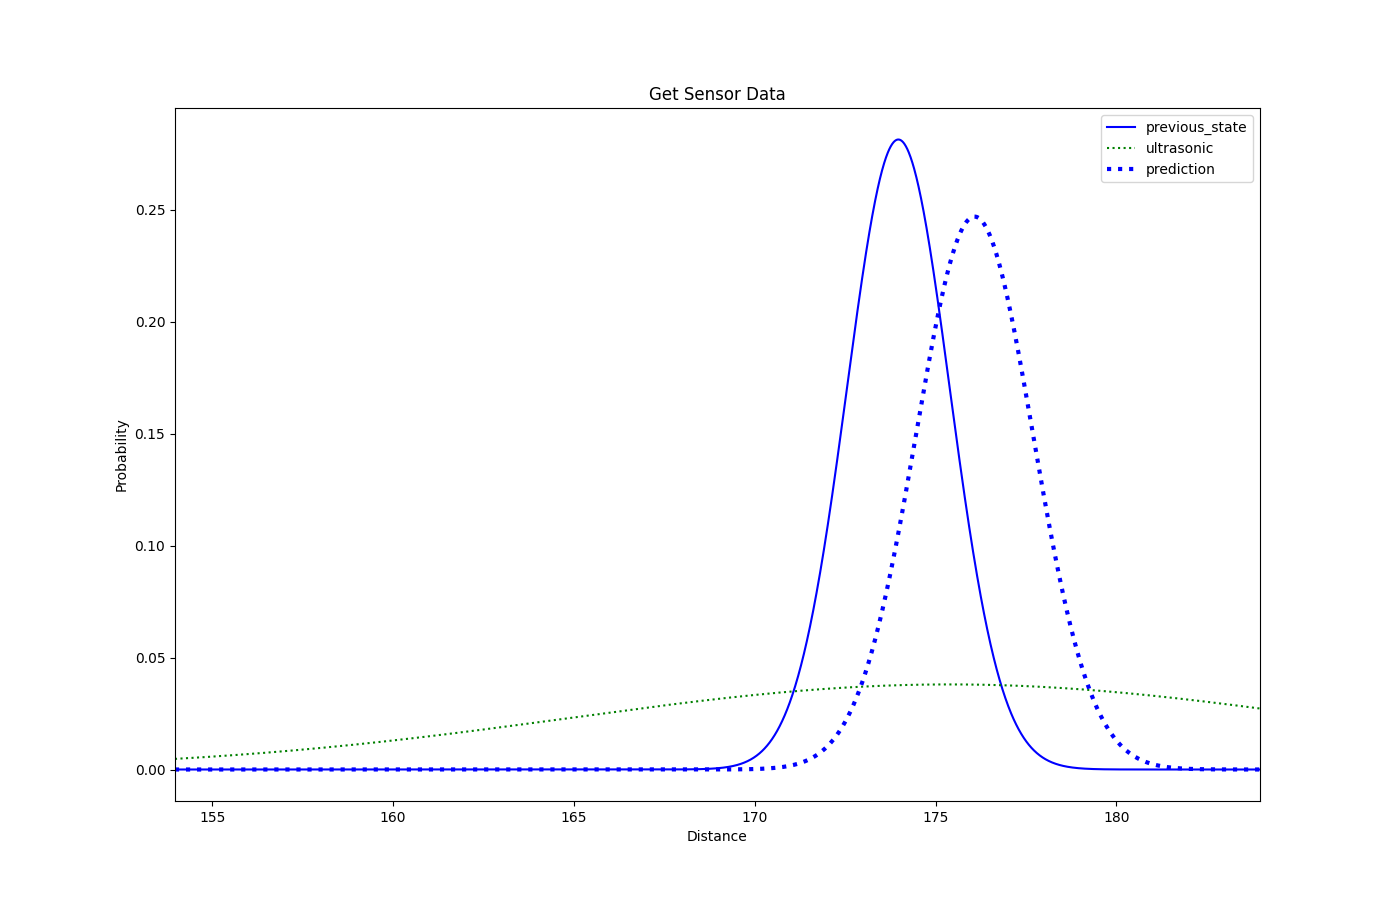 Get Sensor Data
previous_state
ultrasonic
prediction
0.25
0.20
0.15
0.10
0.05
0.00
Probability
155 160 165 170 175 180
Distance